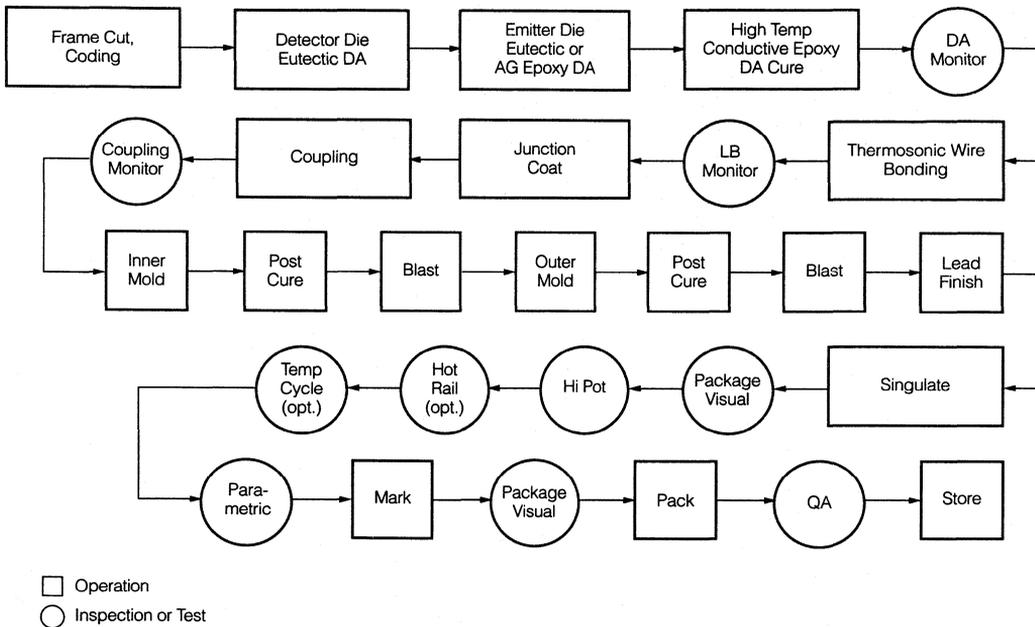 Frame Cut,
Coding
Detector Die
Eutectic DA
Emitter Die
Eutectic or
AG Epoxy DA
High Temp
Conductive Epoxy
DA Cure
DA
Monitor
Coupling
Monitor
Coupling
Junction
Coat
LB
Monitor
Thermosonic Wire
Bonding
Inner
Mold
Post
Cure
Blast
Outer
Mold
Post
Cure
Blast
Lead
Finish
Temp
Cycle
(opt.)
Hot
Rail
(opt.)
Hi Pot
Package
Visual
Singulate
Para-
metric
Mark
Package
Visual
Pack
QA
Store
Operation
Inspection or Test